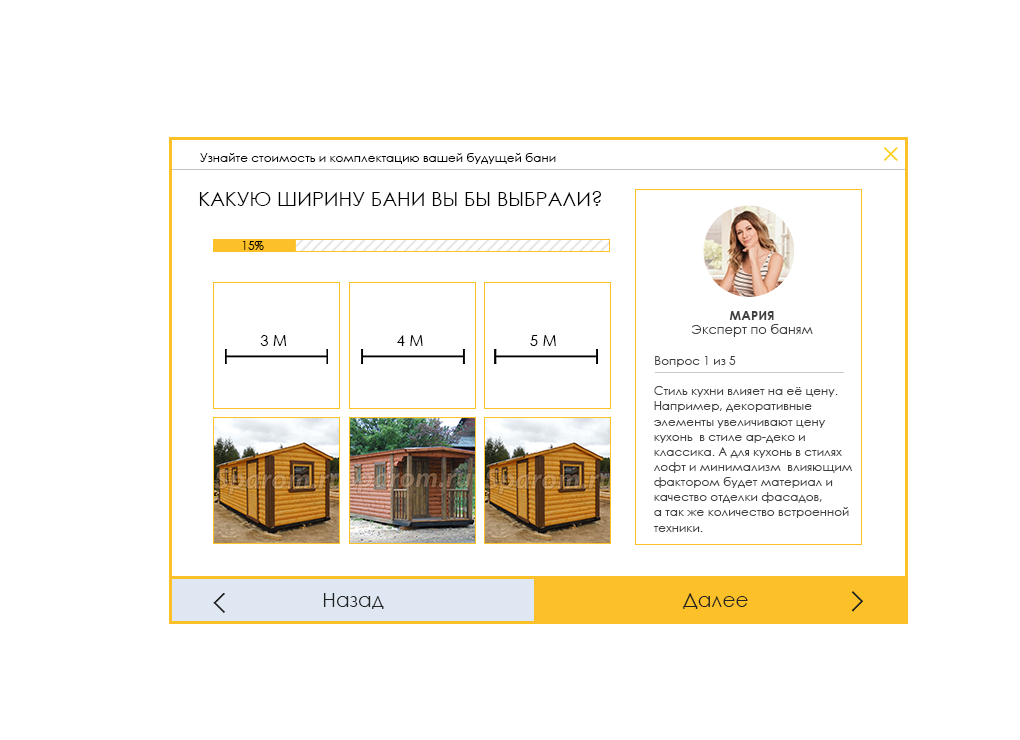 Узнайте стоимость и комплектацию вашей будущей бани
КАКУЮ ШИРИНУ БАНИ ВЫ БЫ ВЫБРАЛИ?
15%
3 М
4 М
5 М
МАРИЯ
Эксперт по баням
Вопрос 1 из 5
Стиль кухни влияет на её цену.
Например, декоративные
элементы увеличивают цену
кухонь в стиле ар-деко и
классика. А для кухонь в стилях
лофт и минимализм влияющим
фактором будет материал и
качество отделки фасадов,
а так же количество встроенной
техники.
Назад
Далее